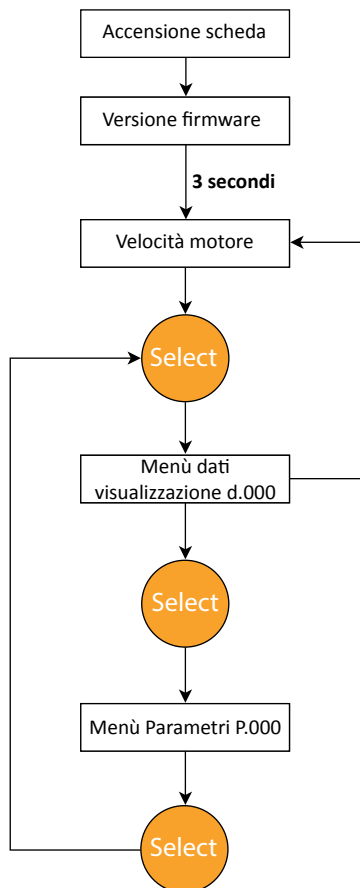 Accensione scheda
Versione firmware
3 secondi
Velocità motore
Select
Menù dati
visualizzazione d.000
Select
Menù Parametri P.000
Select